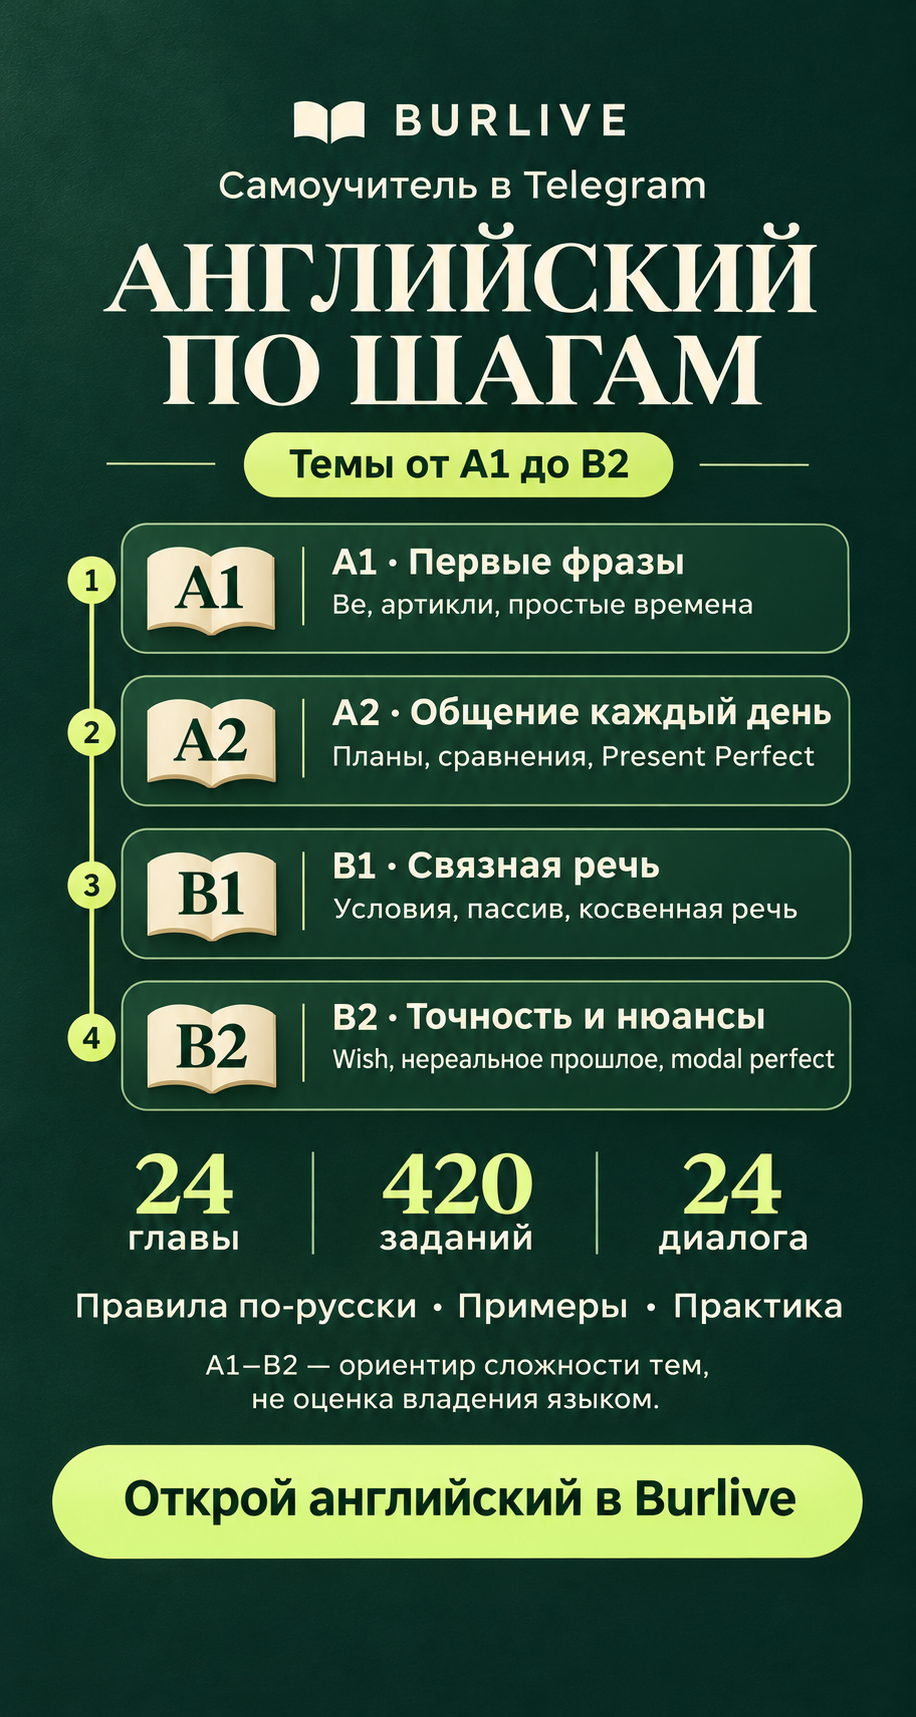 BURLIVE
Самоучитель в Telegram
АНГЛИЙСКИЙ
ПО ШАГАМ
Темы от A1 до B2
1
A1
A1 · Первые фразы
Be, артикли, простые времена
2
A2
A2 · Общение каждый день
Планы, сравнения, Present Perfect
3
B1
B1 · Связная речь
Условия, пассив, косвенная речь
4
B2
B2 · Точность и нюансы
Wish, нереальное прошлое, modal perfect
24
главы
420
заданий
24
диалога
Правила по-русски • Примеры • Практика
A1–B2 — ориентир сложности тем,
не оценка владения языком.
Открой английский в Burlive